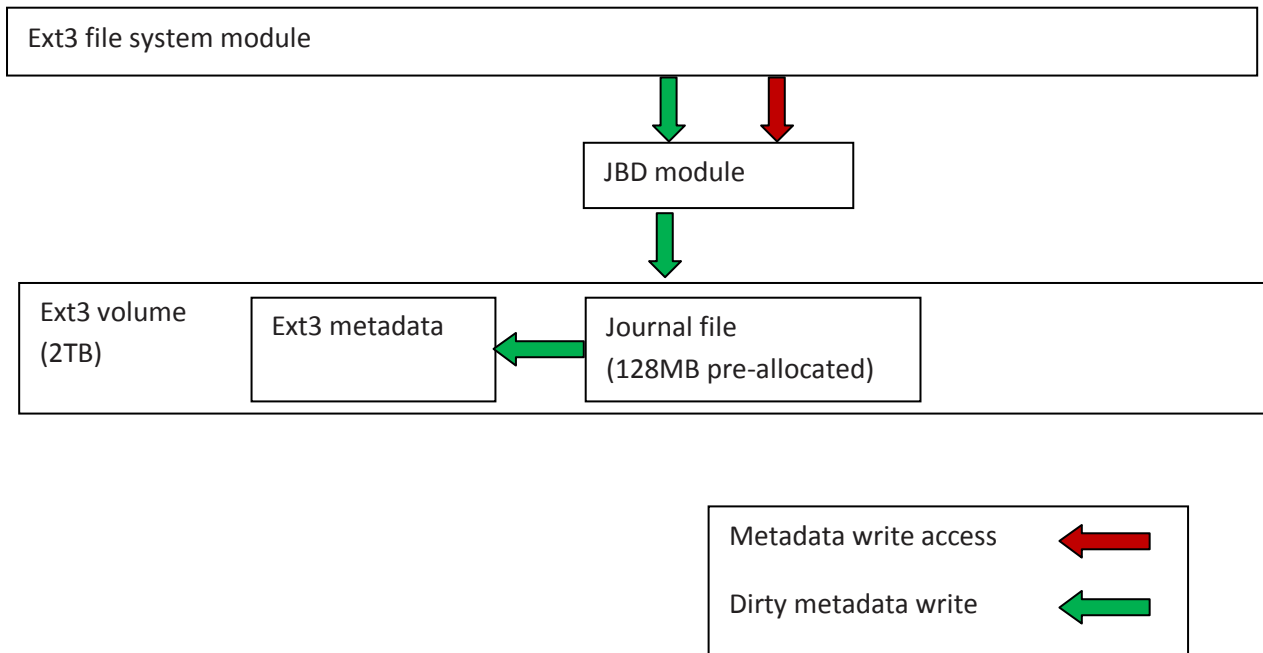 Ext3 file system module
JBD module
Ext3 volume
(2TB)
Ext3 metadata
Journal file
(128MB pre-allocated)
Metadata write access
Dirty metadata write